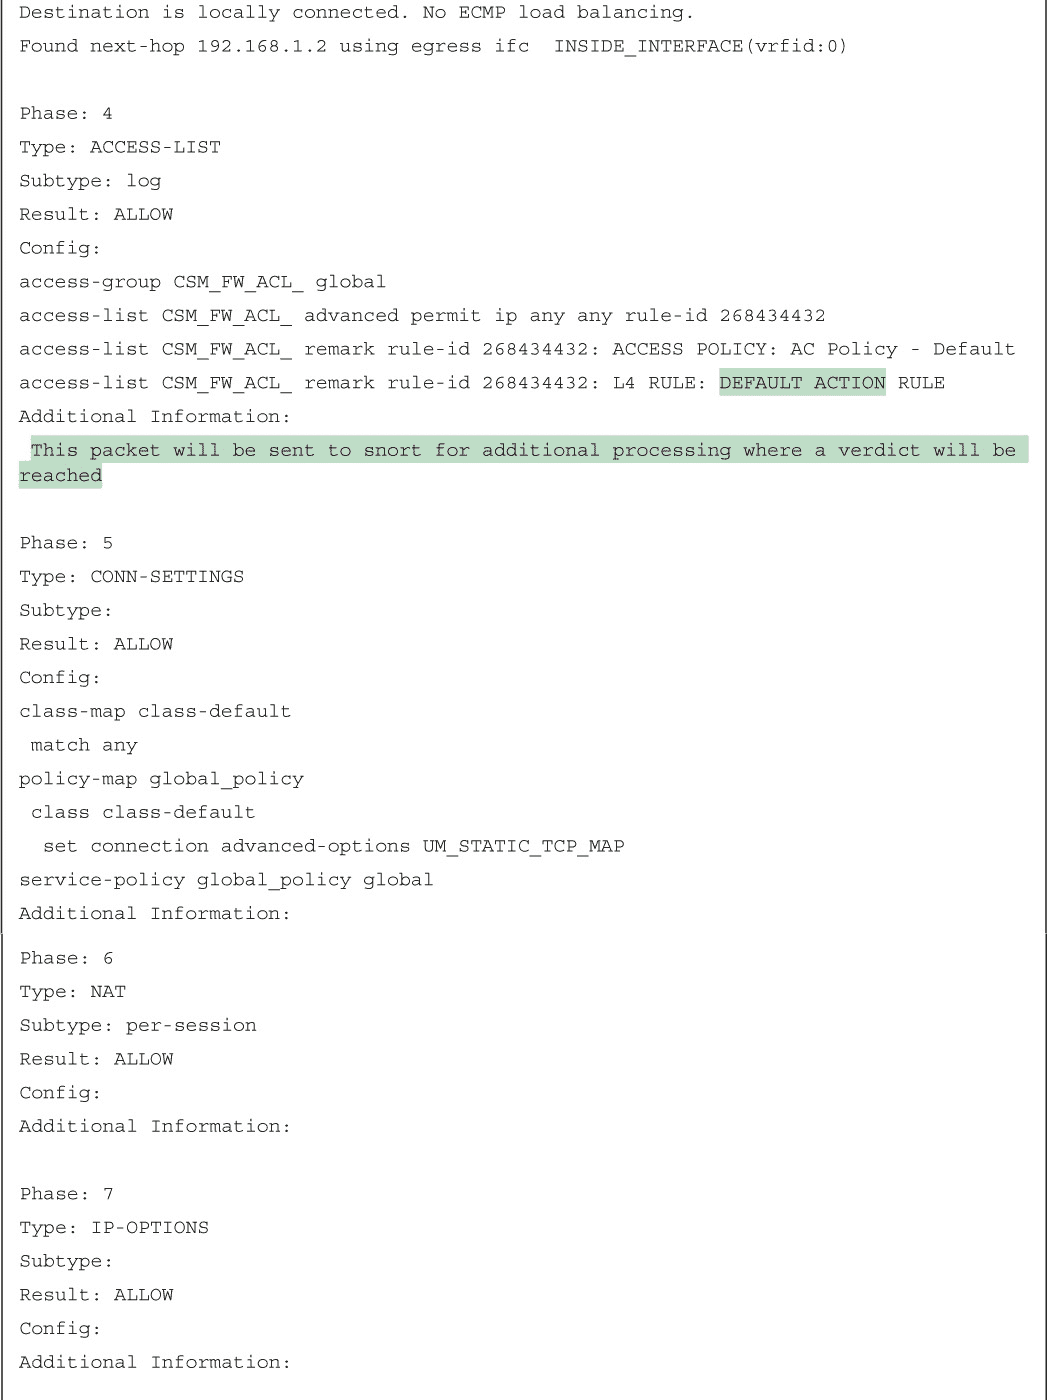 Destination is locally connected. No ECMP load balancing.
Found next-hop 192.168.1.2 using egress ifc  INSIDE_INTERFACE(vrfid:0)
Phase: 4
Type: ACCESS-LIST
Subtype: log
Result: ALLOW
Config:
access-group CSM_FW_ACL_ global
access-list CSM_FW_ACL_ advanced permit ip any any rule-id 268434432
access-list CSM_FW_ACL_ remark rule-id 268434432: ACCESS POLICY: AC Policy - Default
access-list CSM_FW_ACL_ remark rule-id 268434432: L4 RULE: DEFAULT ACTION RULE
Additional Information:
This packet will be sent to snort for additional processing where a verdict will be
reached
Phase: 5
Type: CONN-SETTINGS
Subtype:
Result: ALLOW
Config:
class-map class-default
match any
policy-map global_policy
class class-default
set connection advanced-options UM_STATIC_TCP_MAP
service-policy global_policy global
Additional Information:
Phase: 6
Type: NAT
Subtype: per-session
Result: ALLOW
Config:
Additional Information:
Phase: 7
Type: IP-OPTIONS
Subtype:
Result: ALLOW
Config:
Additional Information: